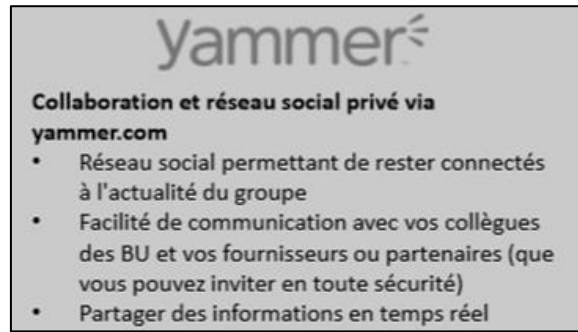 yammer
Collaboration et réseau social privé via
yammer.com
• Réseau social permettant de rester connectés
à l'actualité du groupe
• Facilité de communication avec vos collègues
des BU et vos fournisseurs ou partenaires (que
vous pouvez inviter en toute sécurité)
• Partager des informations en temps réel